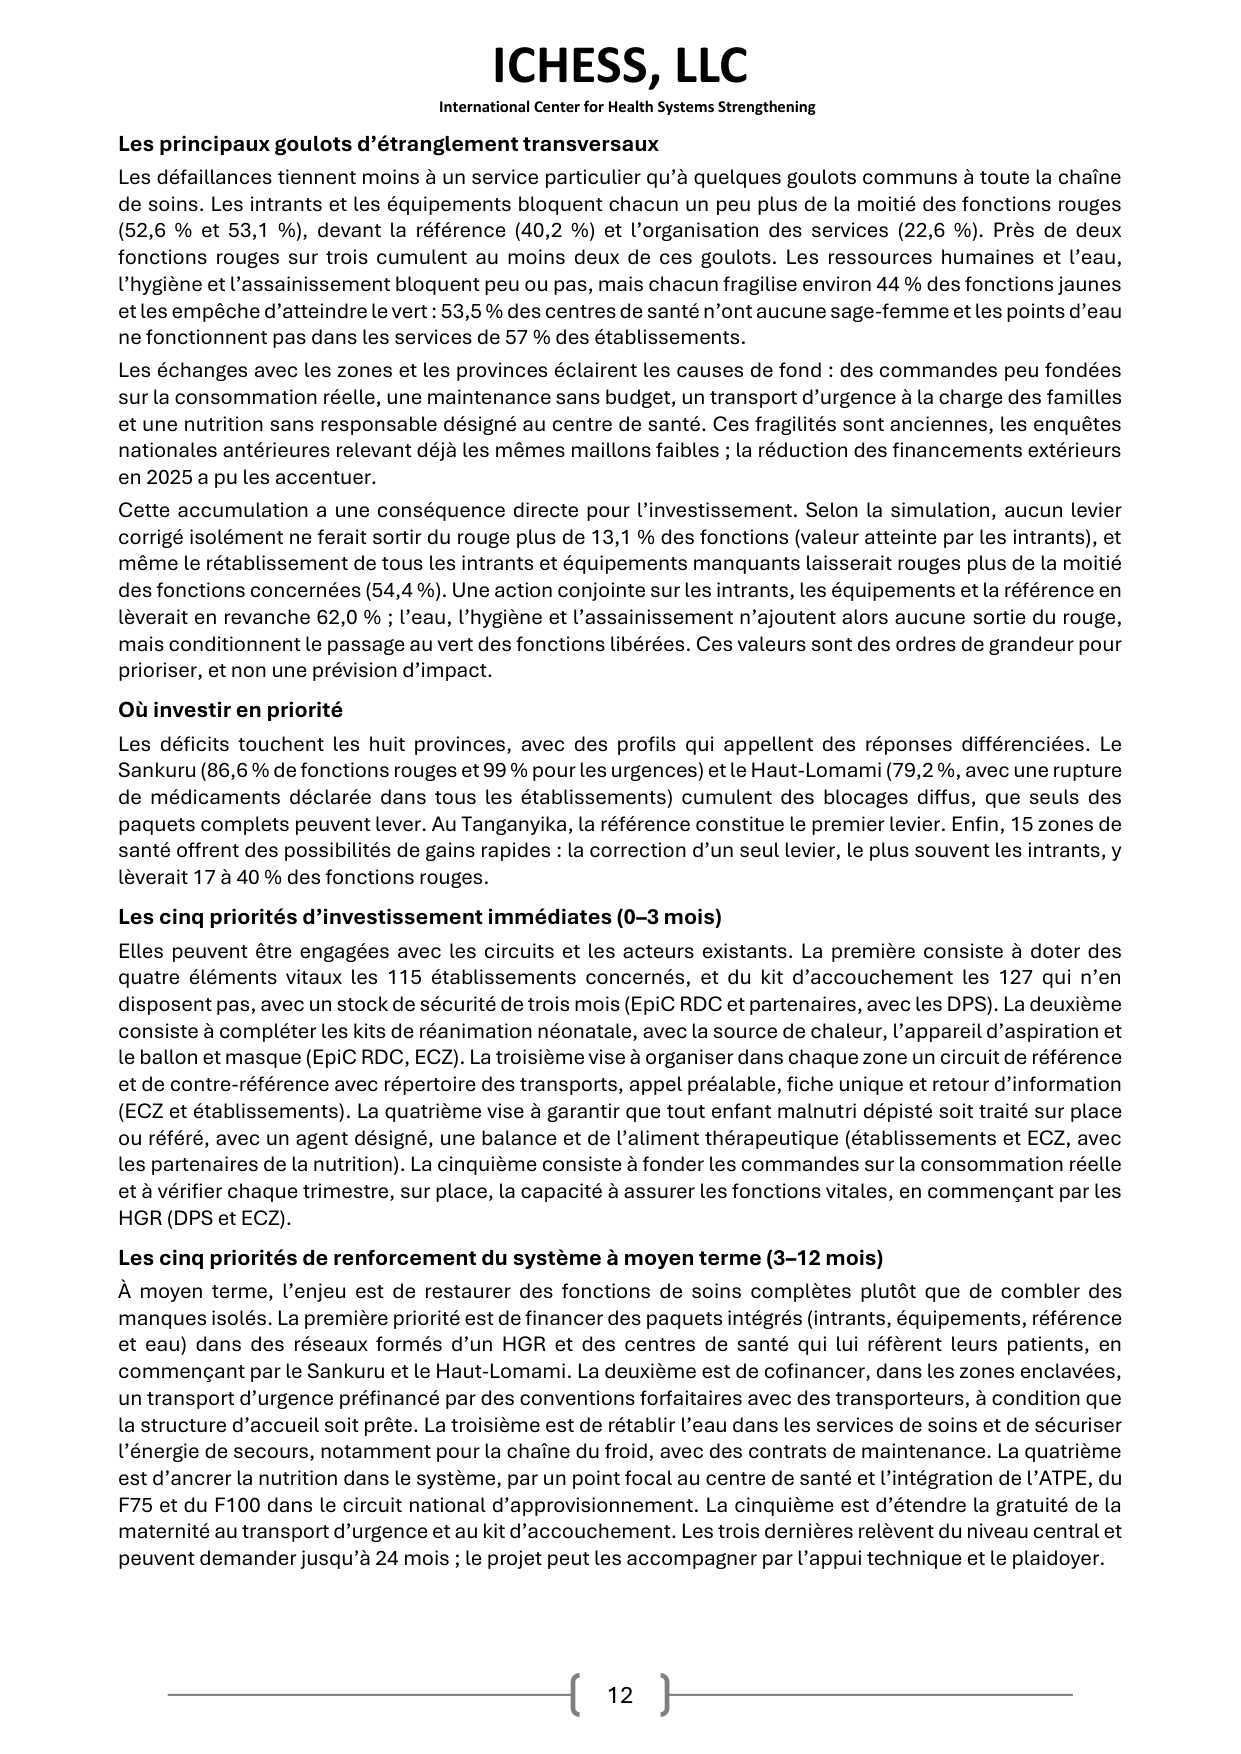 ICHESS, LLC
International Center for Health Systems Strengthening
Les principaux goulots d’étranglement transversaux
Les défaillances tiennent moins à un service particulier qu’à quelques goulots communs à toute la chaîne
de soins. Les intrants et les équipements bloquent chacun un peu plus de la moitié des fonctions rouges
(52,6 % et 53,1 %), devant la référence (40,2 %) et l’organisation des services (22,6 %). Près de deux
fonctions rouges sur trois cumulent au moins deux de ces goulots. Les ressources humaines et l’eau,
l’hygiène et l’assainissement bloquent peu ou pas, mais chacun fragilise environ 44 % des fonctions jaunes
et les empêche d’atteindre le vert : 53,5 % des centres de santé n’ont aucune sage-femme et les points d’eau
ne fonctionnent pas dans les services de 57 % des établissements.
Les échanges avec les zones et les provinces éclairent les causes de fond : des commandes peu fondées
sur la consommation réelle, une maintenance sans budget, un transport d’urgence à la charge des familles
et une nutrition sans responsable désigné au centre de santé. Ces fragilités sont anciennes, les enquêtes
nationales antérieures relevant déjà les mêmes maillons faibles ; la réduction des financements extérieurs
en 2025 a pu les accentuer.
Cette accumulation a une conséquence directe pour l’investissement. Selon la simulation, aucun levier
corrigé isolément ne ferait sortir du rouge plus de 13,1 % des fonctions (valeur atteinte par les intrants), et
même le rétablissement de tous les intrants et équipements manquants laisserait rouges plus de la moitié
des fonctions concernées (54,4 %). Une action conjointe sur les intrants, les équipements et la référence en
lèverait en revanche 62,0 % ; l’eau, l’hygiène et l’assainissement n’ajoutent alors aucune sortie du rouge,
mais conditionnent le passage au vert des fonctions libérées. Ces valeurs sont des ordres de grandeur pour
prioriser, et non une prévision d’impact.
Où investir en priorité
Les déficits touchent les huit provinces, avec des profils qui appellent des réponses différenciées. Le
Sankuru (86,6 % de fonctions rouges et 99 % pour les urgences) et le Haut-Lomami (79,2 %, avec une rupture
de médicaments déclarée dans tous les établissements) cumulent des blocages diffus, que seuls des
paquets complets peuvent lever. Au Tanganyika, la référence constitue le premier levier. Enfin, 15 zones de
santé offrent des possibilités de gains rapides : la correction d’un seul levier, le plus souvent les intrants, y
lèverait 17 à 40 % des fonctions rouges.
Les cinq priorités d’investissement immédiates (0–3 mois)
Elles peuvent être engagées avec les circuits et les acteurs existants. La première consiste à doter des
quatre éléments vitaux les 115 établissements concernés, et du kit d’accouchement les 127 qui n’en
disposent pas, avec un stock de sécurité de trois mois (EpiC RDC et partenaires, avec les DPS). La deuxième
consiste à compléter les kits de réanimation néonatale, avec la source de chaleur, l’appareil d’aspiration et
le ballon et masque (EpiC RDC, ECZ). La troisième vise à organiser dans chaque zone un circuit de référence
et de contre-référence avec répertoire des transports, appel préalable, fiche unique et retour d’information
(ECZ et établissements). La quatrième vise à garantir que tout enfant malnutri dépisté soit traité sur place
ou référé, avec un agent désigné, une balance et de l’aliment thérapeutique (établissements et ECZ, avec
les partenaires de la nutrition). La cinquième consiste à fonder les commandes sur la consommation réelle
et à vérifier chaque trimestre, sur place, la capacité à assurer les fonctions vitales, en commençant par les
HGR (DPS et ECZ).
Les cinq priorités de renforcement du système à moyen terme (3–12 mois)
À moyen terme, l’enjeu est de restaurer des fonctions de soins complètes plutôt que de combler des
manques isolés. La première priorité est de financer des paquets intégrés (intrants, équipements, référence
et eau) dans des réseaux formés d’un HGR et des centres de santé qui lui réfèrent leurs patients, en
commençant par le Sankuru et le Haut-Lomami. La deuxième est de cofinancer, dans les zones enclavées,
un transport d’urgence préfinancé par des conventions forfaitaires avec des transporteurs, à condition que
la structure d’accueil soit prête. La troisième est de rétablir l’eau dans les services de soins et de sécuriser
l’énergie de secours, notamment pour la chaîne du froid, avec des contrats de maintenance. La quatrième
est d’ancrer la nutrition dans le système, par un point focal au centre de santé et l’intégration de l’ATPE, du
F75 et du F100 dans le circuit national d’approvisionnement. La cinquième est d’étendre la gratuité de la
maternité au transport d’urgence et au kit d’accouchement. Les trois dernières relèvent du niveau central et
peuvent demander jusqu’à 24 mois ; le projet peut les accompagner par l’appui technique et le plaidoyer.
12